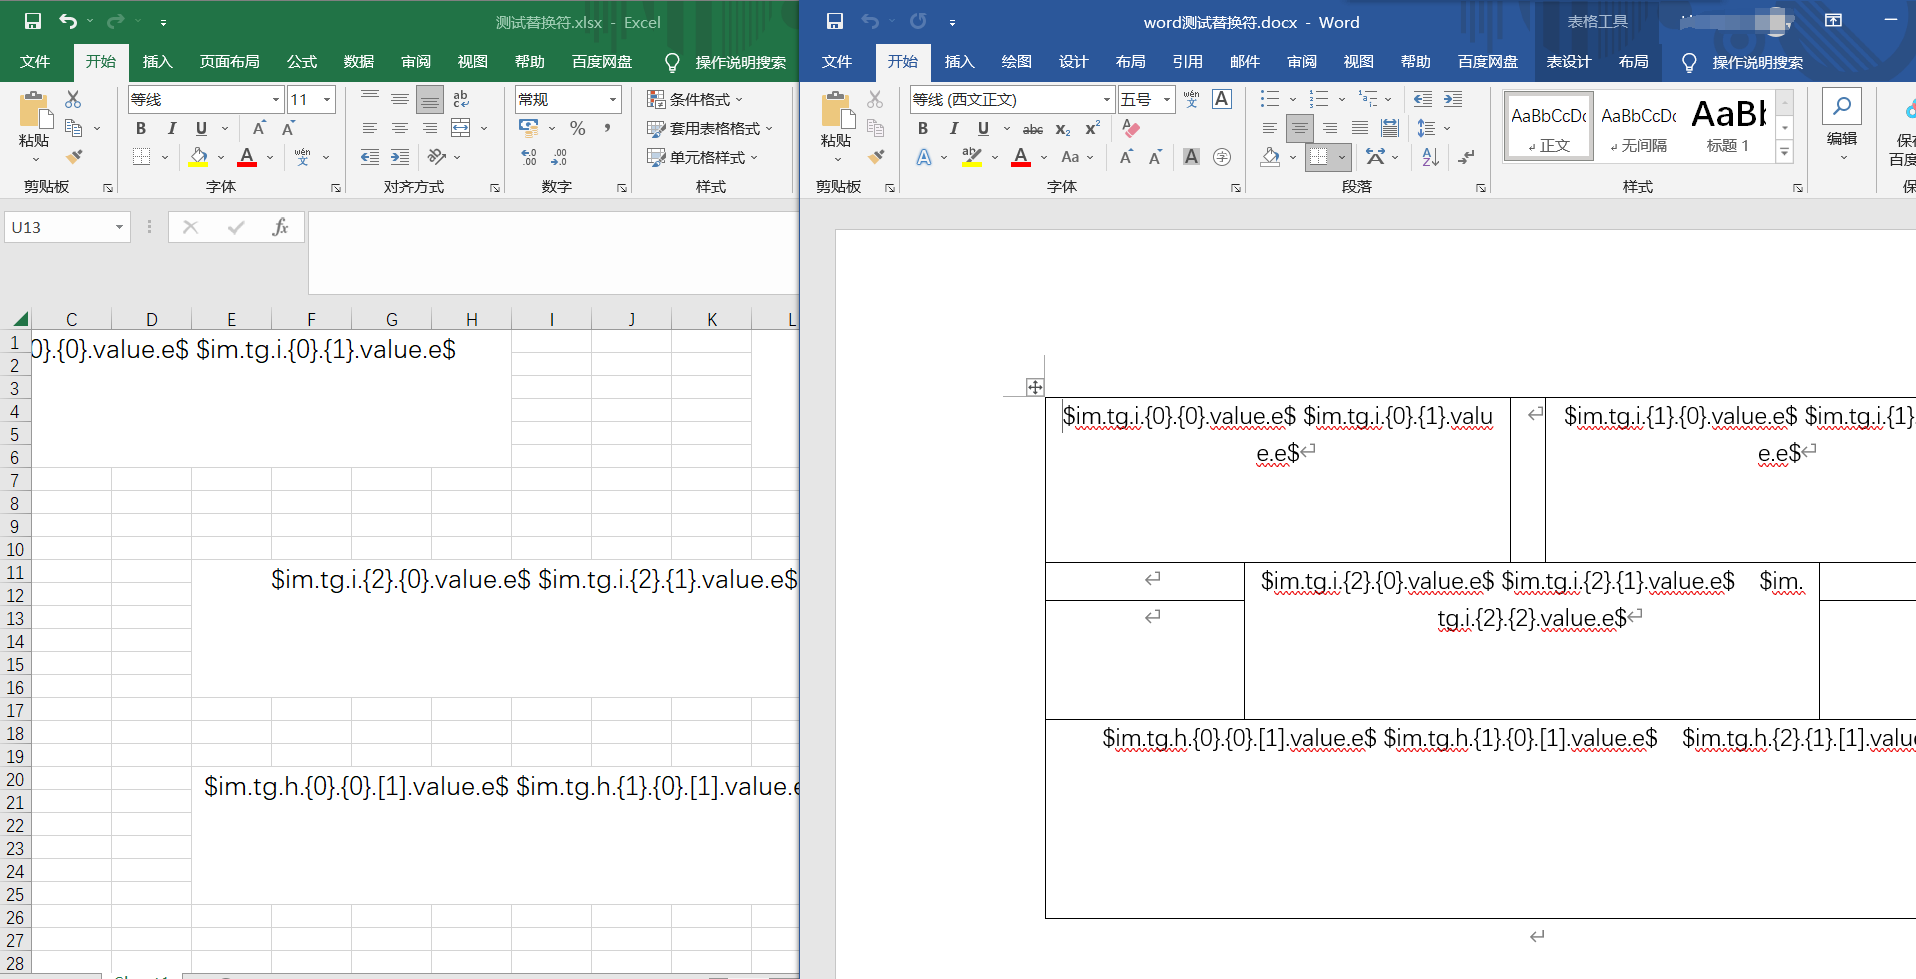 测试替换符.xlsx - Excel
文件 开始 插入 页面布局 公式 数据 审阅 视图 帮助 百度网盘 操作说明搜索
粘贴
等线 11
B I U
wén
文
ab
常规
% ,
条件格式
套用表格格式
单元格样式
剪贴板 字体 对齐方式 数字 样式
U13
fx
C D E F G H I J K L
1
2
3
4
5
6
7
8
9
10
11
12
13
14
15
16
17
18
19
20
21
22
23
24
25
26
27
28
0}.{0}.value.e$ $im.tg.i.{0}.{1}.value.e$
$im.tg.i.{2}.{0}.value.e$ $im.tg.i.{2}.{1}.value.e$
$im.tg.h.{0}.{0}.[1].value.e$ $im.tg.h.{1}.{0}.[1].value.e
word测试替换符.docx - Word
表格工具
文件 开始 插入 绘图 设计 布局 引用 邮件 审阅 视图 帮助 百度网盘 表设计 布局 操作说明搜索
粘贴
等线 (西文正文) 五号
wén
文
A
B I U abc x₂ x²
A ab A Aa A A A 字
AaBbCcDc AaBbCcDc AaBb
正文 无间隔 标题 1
编辑
保存
百度
剪贴板 字体 段落 样式 保
$im.tg.i.{0}.{0}.value.e$ $im.tg.i.{0}.{1}.valu
e.e$
$im.tg.i.{1}.{0}.value.e$ $im.tg.i.{1}
e.e$
$im.tg.i.{2}.{0}.value.e$ $im.tg.i.{2}.{1}.value.e$ $im.
tg.i.{2}.{2}.value.e$
$im.tg.h.{0}.{0}.[1].value.e$ $im.tg.h.{1}.{0}.[1].value.e$ $im.tg.h.{2}.{1}.[1].value